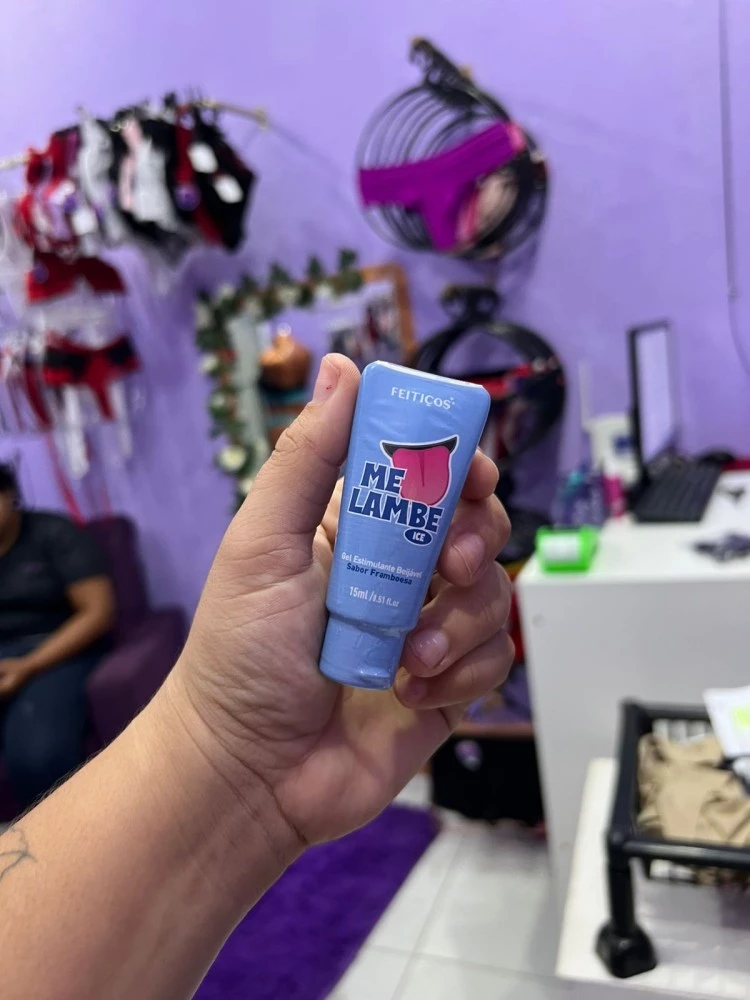 FEITIÇOS
ME
LAMBE
ICE
Gel Estimulante Beijável
Sabor Framboesa
15ml /0.51 fl.oz